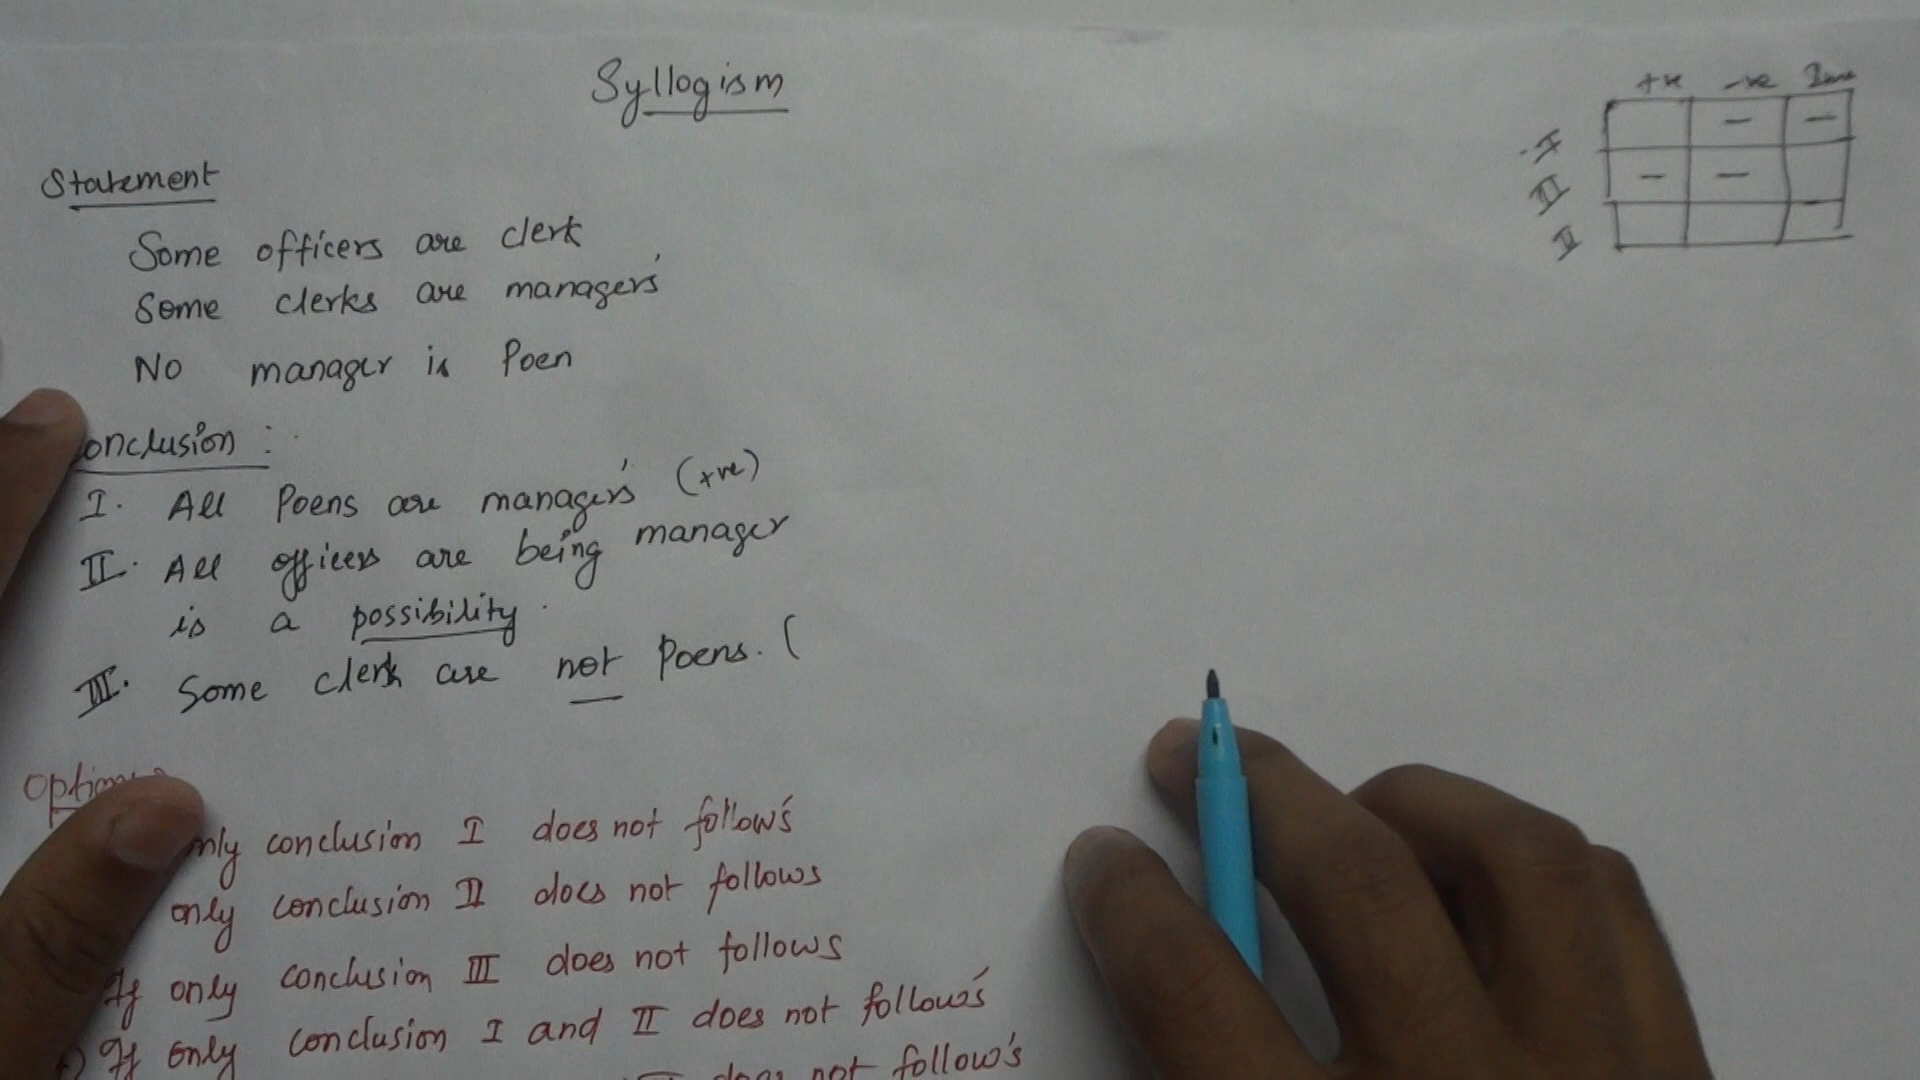 Syllogism
+ve -ve
I
II
Statement
Some officers are clerk
Some clerks are managers
No manager is Poen
onclusion :
I. All Poens are managers (+ve)
II. All officers are being manager
is a possibility.
III. Some clerk are not Poens. (
Option
nly conclusion I does not follows
only conclusion II does not follows
If only conclusion III does not follows
If only conclusion I and II does not follows
does not follows